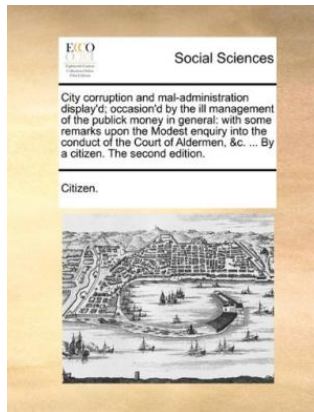 ECCO
Social Sciences
City corruption and mal-administration
display'd; occasion'd by the ill management
of the publick money in general: with some
remarks upon the Modest enquiry into the
conduct of the Court of Aldermen, &c. ... By
a citizen. The second edition.
Citizen.